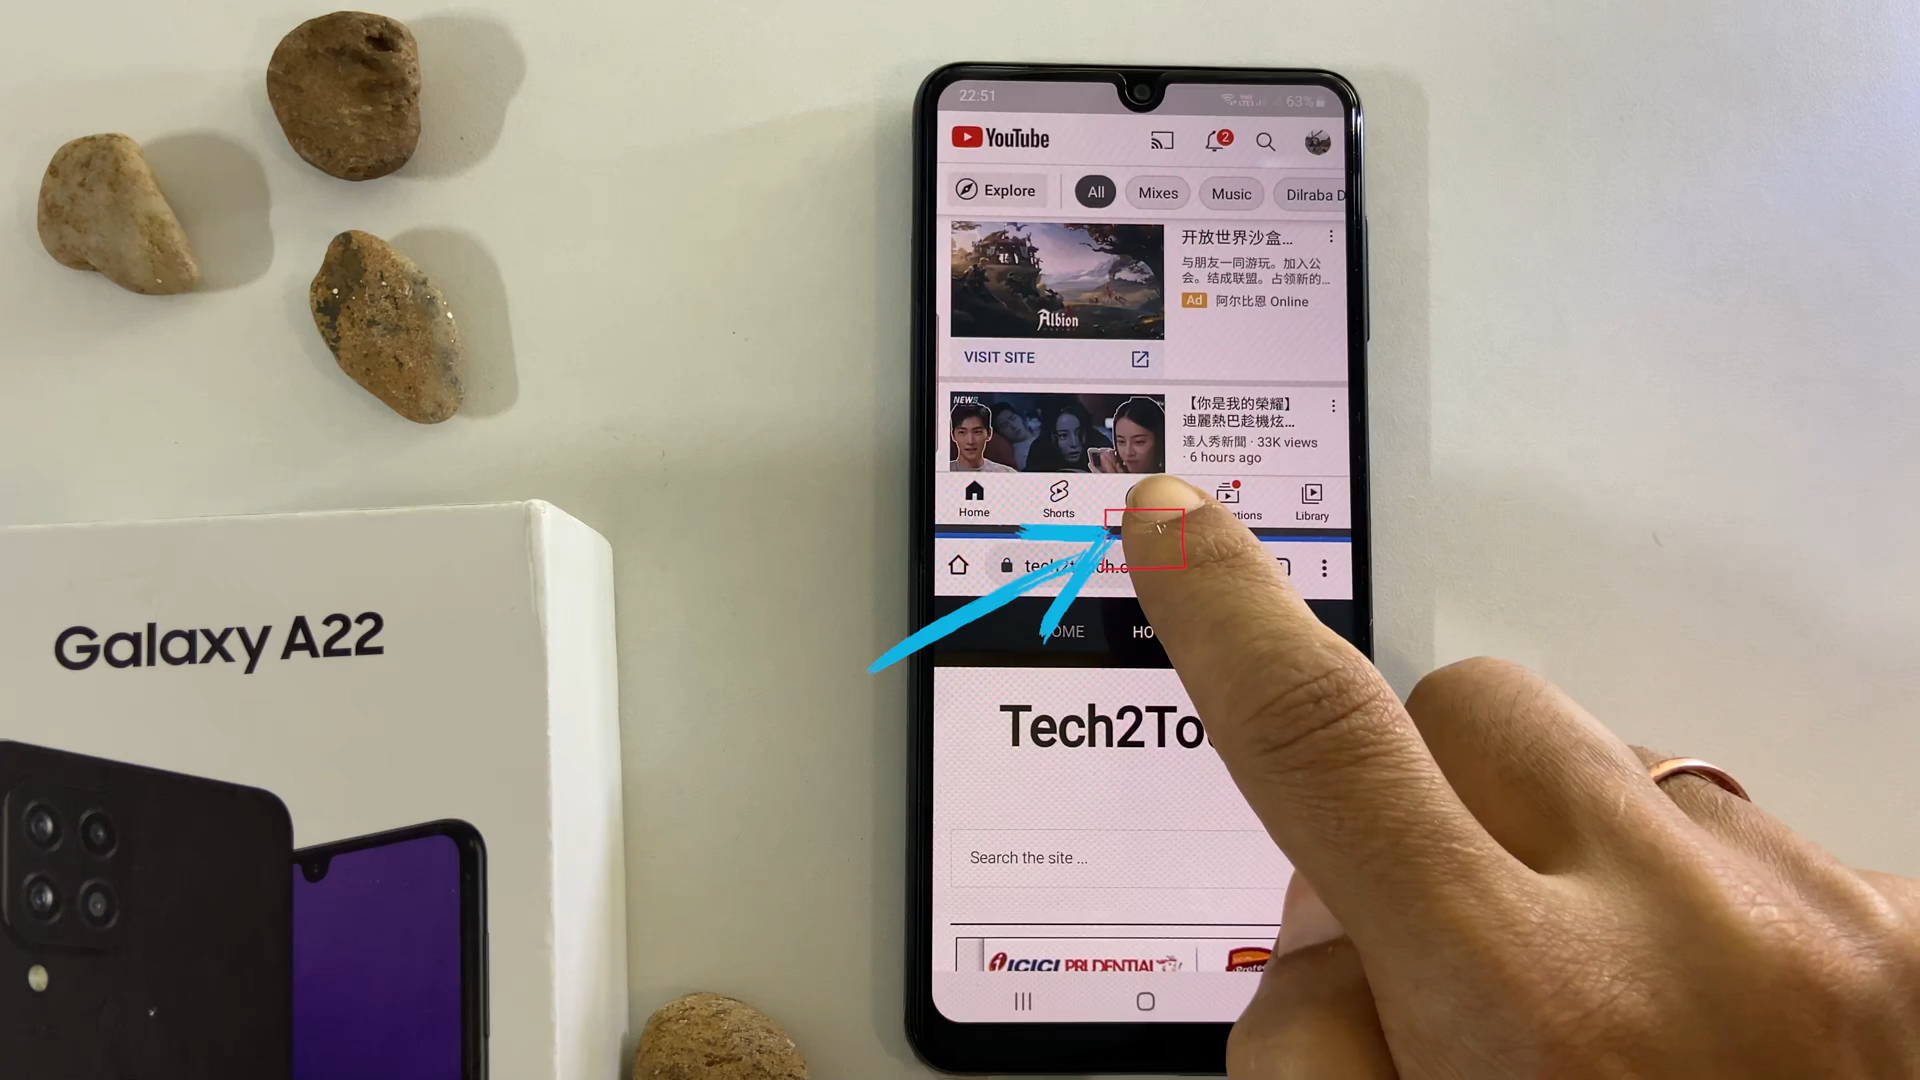 22:51
63%
YouTube
2
Explore
All
Mixes
Music
Dilraba D
开放世界沙盒...
与朋友一同游玩。加入公
会。结成联盟。占领新的...
Ad 阿尔比恩 Online
Albion
VISIT SITE
NEWS
【你是我的榮耀】
迪麗熱巴趁機炫...
達人秀新聞 · 33K views
· 6 hours ago
Home
Shorts
Library
HO
Tech2To
Search the site ...
ICICI PRUDENTIAL
Galaxy A22